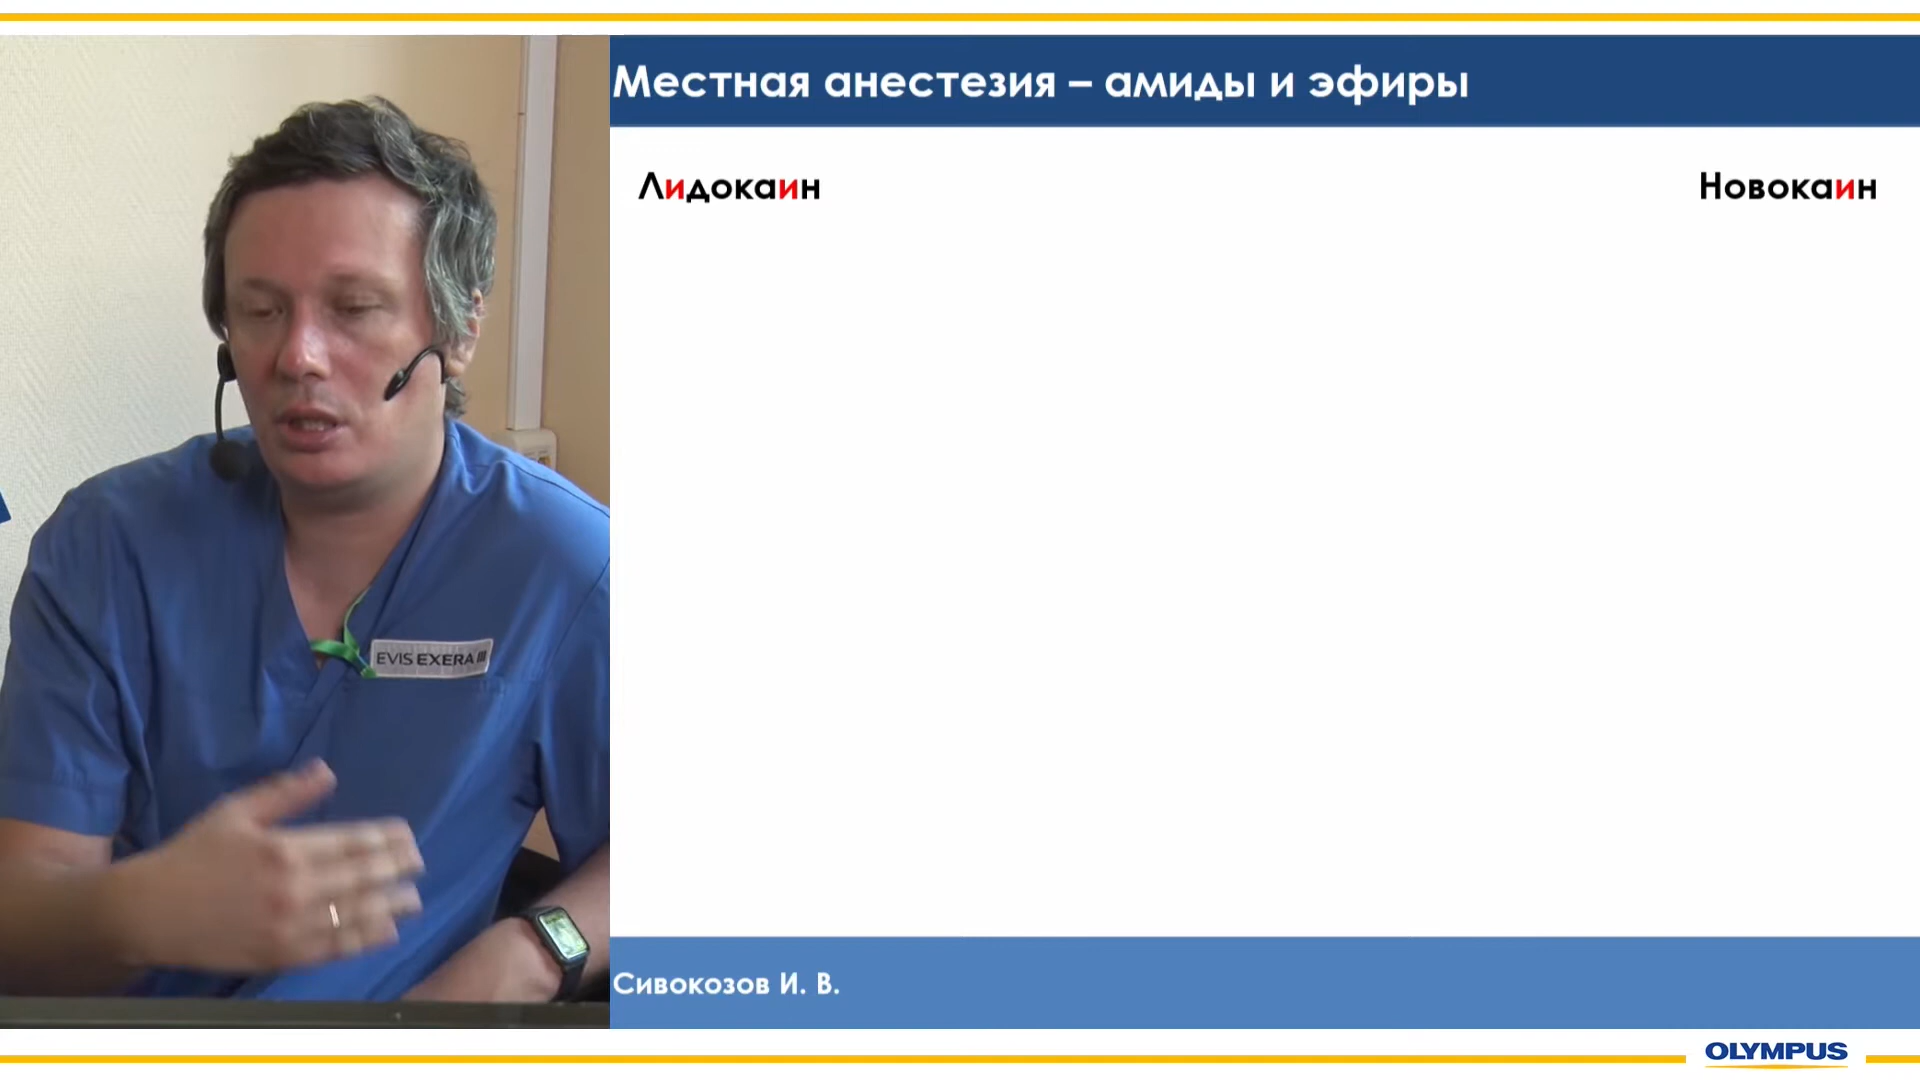 Местная анестезия – амиды и эфиры
Лидокаин
Новокаин
EVIS EXERA III
Сивокозов И. В.
OLYMPUS